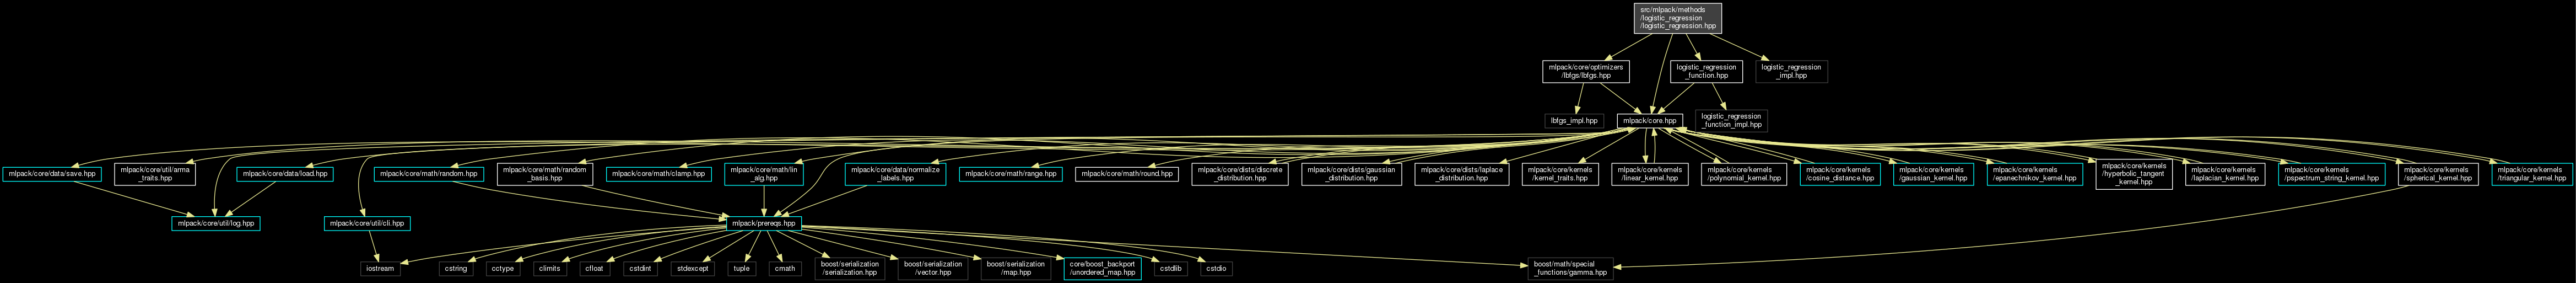 src/mlpack/methods
/logistic_regression
/logistic_regression.hpp
mlpack/core/optimizers
/lbfgs/lbfgs.hpp
logistic_regression
_function.hpp
logistic_regression
_impl.hpp
lbfgs_impl.hpp
mlpack/core.hpp
logistic_regression
_function_impl.hpp
mlpack/core/data/save.hpp
mlpack/core/util/arma
_traits.hpp
mlpack/core/data/load.hpp
mlpack/core/math/random.hpp
mlpack/core/math/random
_basis.hpp
mlpack/core/math/clamp.hpp
mlpack/core/math/lin
_alg.hpp
mlpack/core/data/normalize
_labels.hpp
mlpack/core/math/range.hpp
mlpack/core/math/round.hpp
mlpack/core/dists/discrete
_distribution.hpp
mlpack/core/dists/gaussian
_distribution.hpp
mlpack/core/dists/laplace
_distribution.hpp
mlpack/core/kernels
/kernel_traits.hpp
mlpack/core/kernels
/linear_kernel.hpp
mlpack/core/kernels
/polynomial_kernel.hpp
mlpack/core/kernels
/cosine_distance.hpp
mlpack/core/kernels
/gaussian_kernel.hpp
mlpack/core/kernels
/epanechnikov_kernel.hpp
mlpack/core/kernels
/hyperbolic_tangent
_kernel.hpp
mlpack/core/kernels
/laplacian_kernel.hpp
mlpack/core/kernels
/pspectrum_string_kernel.hpp
mlpack/core/kernels
/spherical_kernel.hpp
mlpack/core/kernels
/triangular_kernel.hpp
mlpack/core/util/log.hpp
mlpack/core/util/cli.hpp
mlpack/prereqs.hpp
iostream
cstring
cctype
climits
cfloat
cstdint
stdexcept
tuple
cmath
boost/serialization
/serialization.hpp
boost/serialization
/vector.hpp
boost/serialization
/map.hpp
core/boost_backport
/unordered_map.hpp
cstdlib
cstdio
boost/math/special
_functions/gamma.hpp